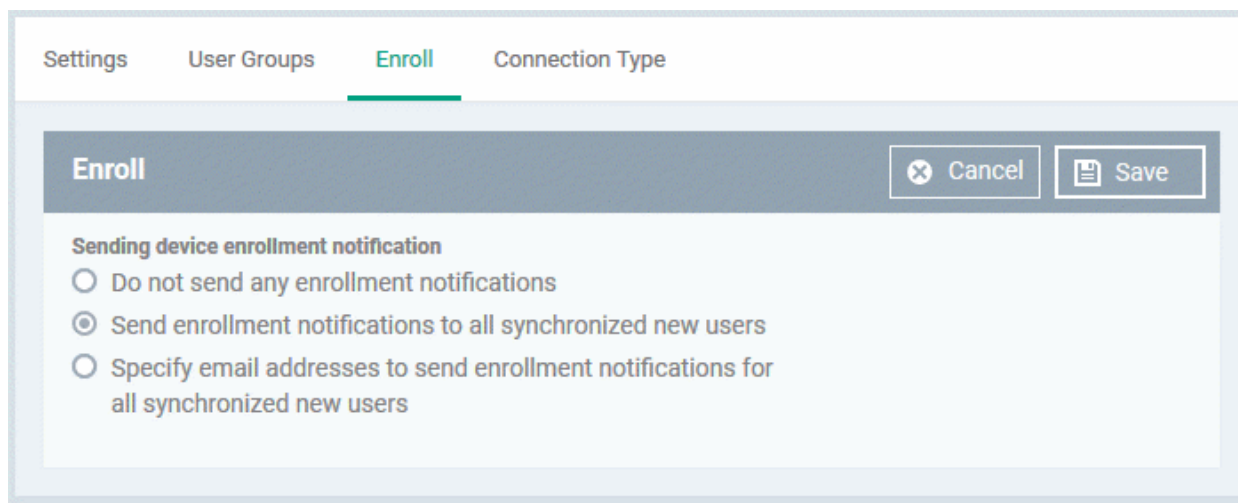 Settings User Groups Enroll Connection Type
Enroll Cancel Save
Sending device enrollment notification
Do not send any enrollment notifications
Send enrollment notifications to all synchronized new users
Specify email addresses to send enrollment notifications for
all synchronized new users